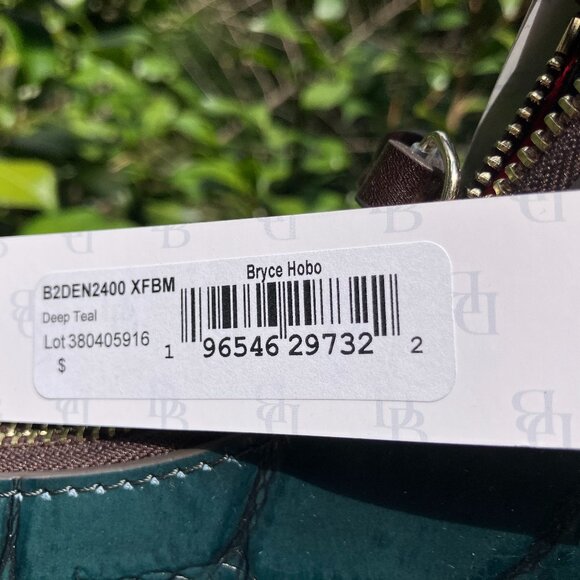 Bryce Hobo
B2DEN2400 XFBM
Deep Teal
Lot 380405916
$
1 96546 29732 2